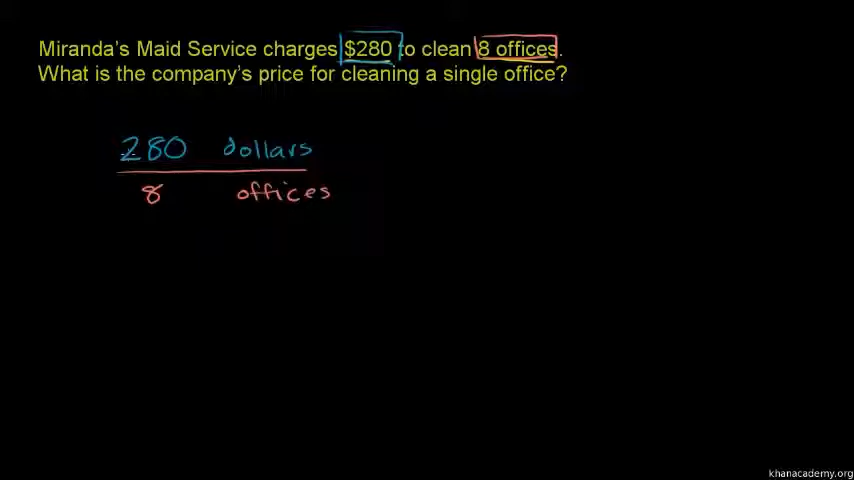 Miranda's Maid Service charges $280 to clean 8 offices.
What is the company's price for cleaning a single office?
280 dollars
8 offices
khanacademy.org